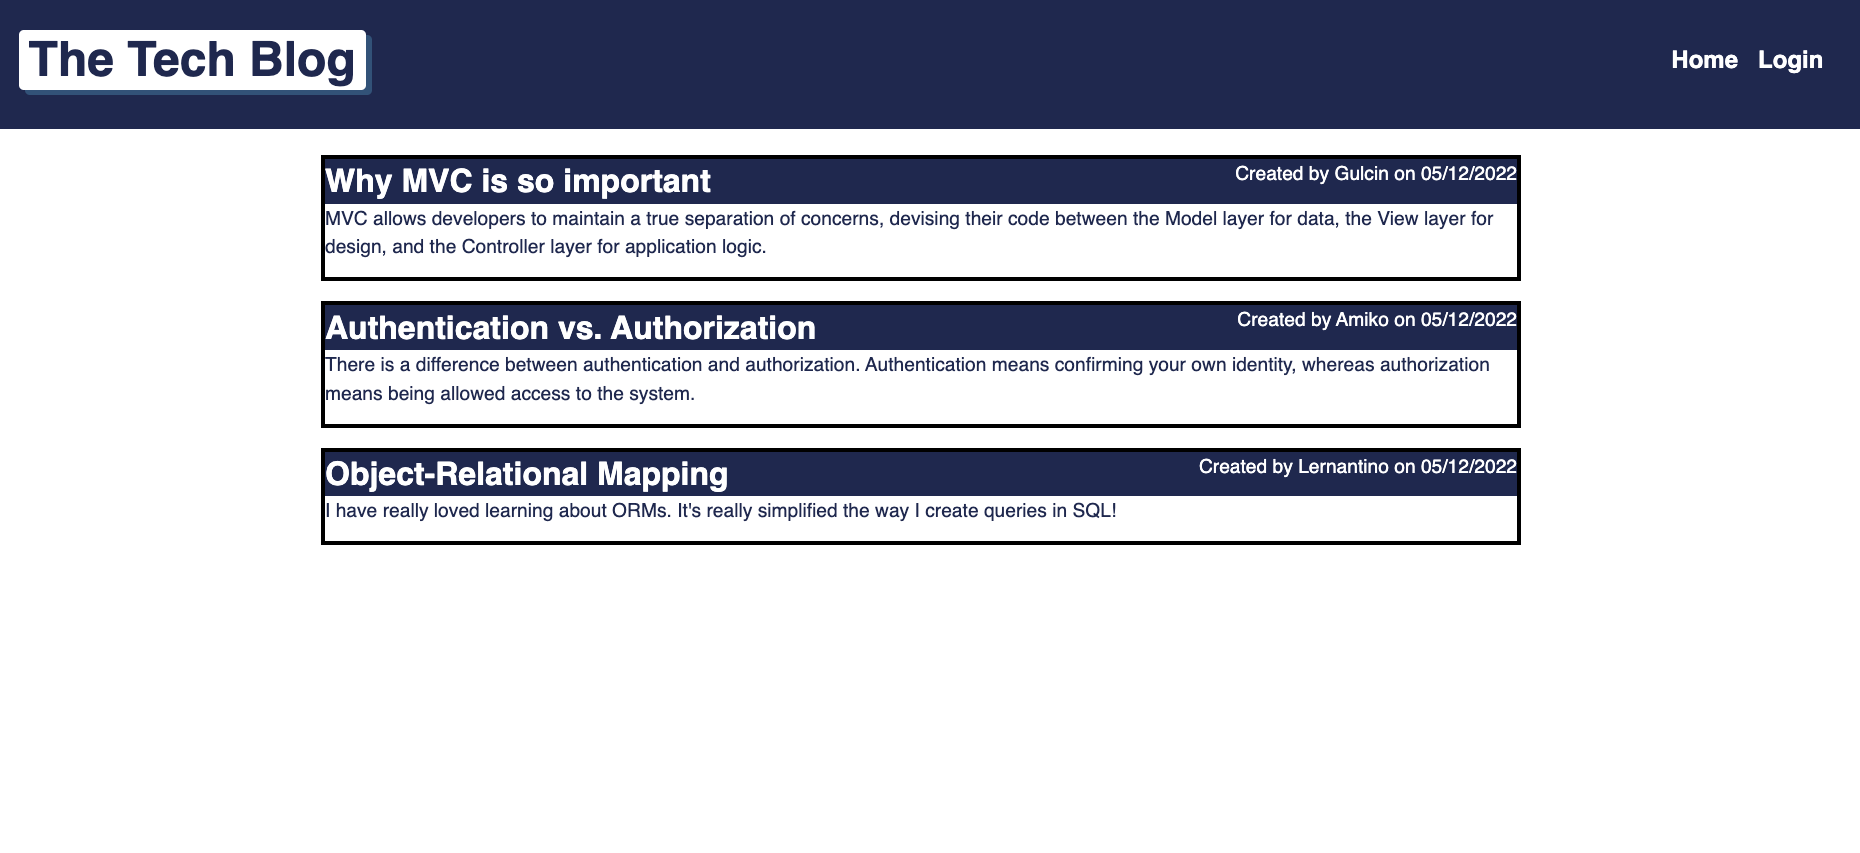 The Tech Blog
Home Login
Why MVC is so important
Created by Gulcin on 05/12/2022
MVC allows developers to maintain a true separation of concerns, devising their code between the Model layer for data, the View layer for
design, and the Controller layer for application logic.
Authentication vs. Authorization
Created by Amiko on 05/12/2022
There is a difference between authentication and authorization. Authentication means confirming your own identity, whereas authorization
means being allowed access to the system.
Object-Relational Mapping
Created by Lernantino on 05/12/2022
I have really loved learning about ORMs. It's really simplified the way I create queries in SQL!